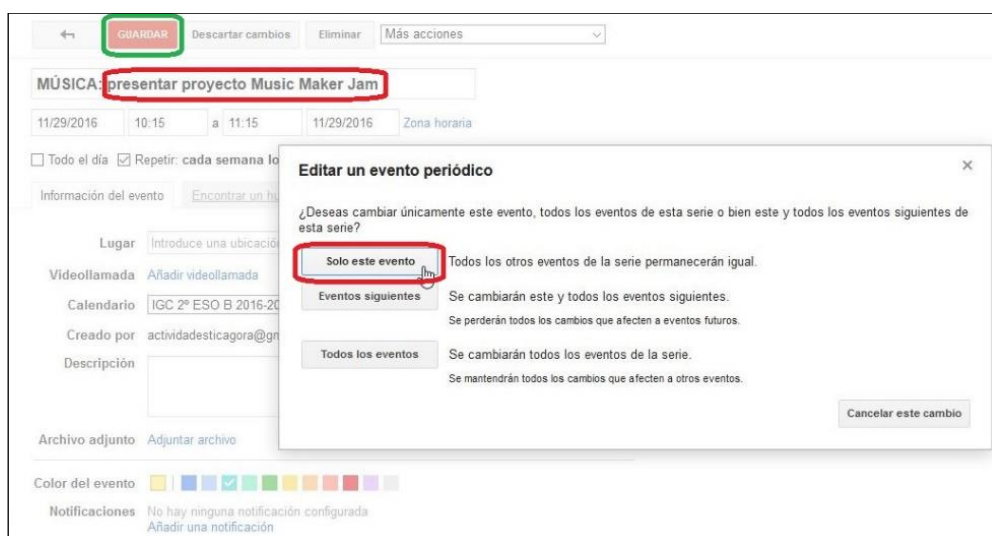 GUARDAR Descartar cambios Eliminar Más acciones
MÚSICA: presentar proyecto Music Maker Jam
11/29/2016 10:15 a 11:15 11/29/2016 Zona horaria
Todo el día Repetir: cada semana lo
Información del evento Encontrar un hu
Lugar Introduce una ubicación
Videollamada Añadir videollamada
Calendario IGC 2º ESO B 2016-20
Creado por actividadesticagora@gm
Descripción
Archivo adjunto Adjuntar archivo
Color del evento
Notificaciones No hay ninguna notificación configurada
Añadir una notificación
Editar un evento periódico
¿Deseas cambiar únicamente este evento, todos los eventos de esta serie o bien este y todos los eventos siguientes de
esta serie?
Solo este evento Todos los otros eventos de la serie permanecerán igual.
Eventos siguientes Se cambiarán este y todos los eventos siguientes.
Se perderán todos los cambios que afecten a eventos futuros.
Todos los eventos Se cambiarán todos los eventos de la serie.
Se mantendrán todos los cambios que afecten a otros eventos.
Cancelar este cambio